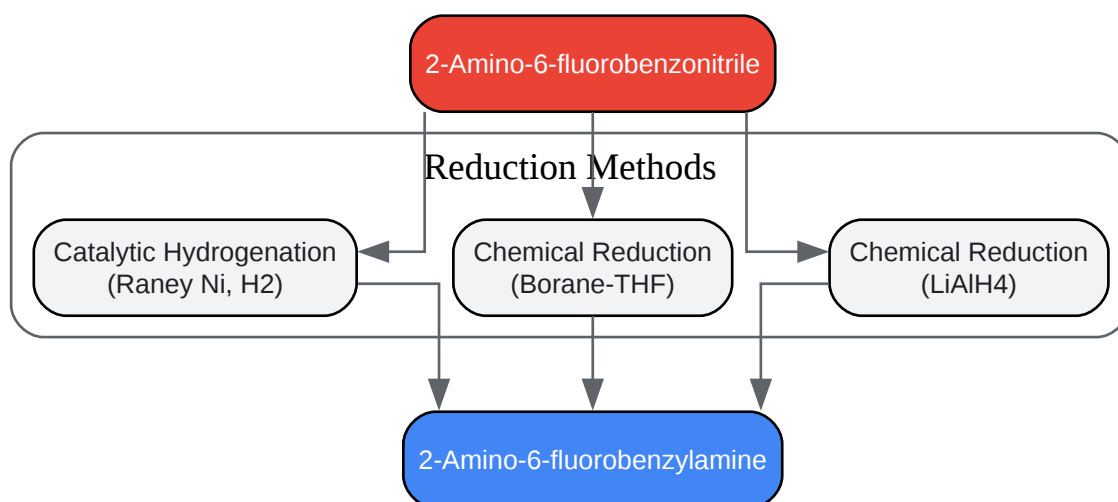 2-Amino-6-fluorobenzonitrile
Reduction Methods
Catalytic Hydrogenation
(Raney Ni, H2)
Chemical Reduction
(Borane-THF)
Chemical Reduction
(LiAlH4)
2-Amino-6-fluorobenzylamine